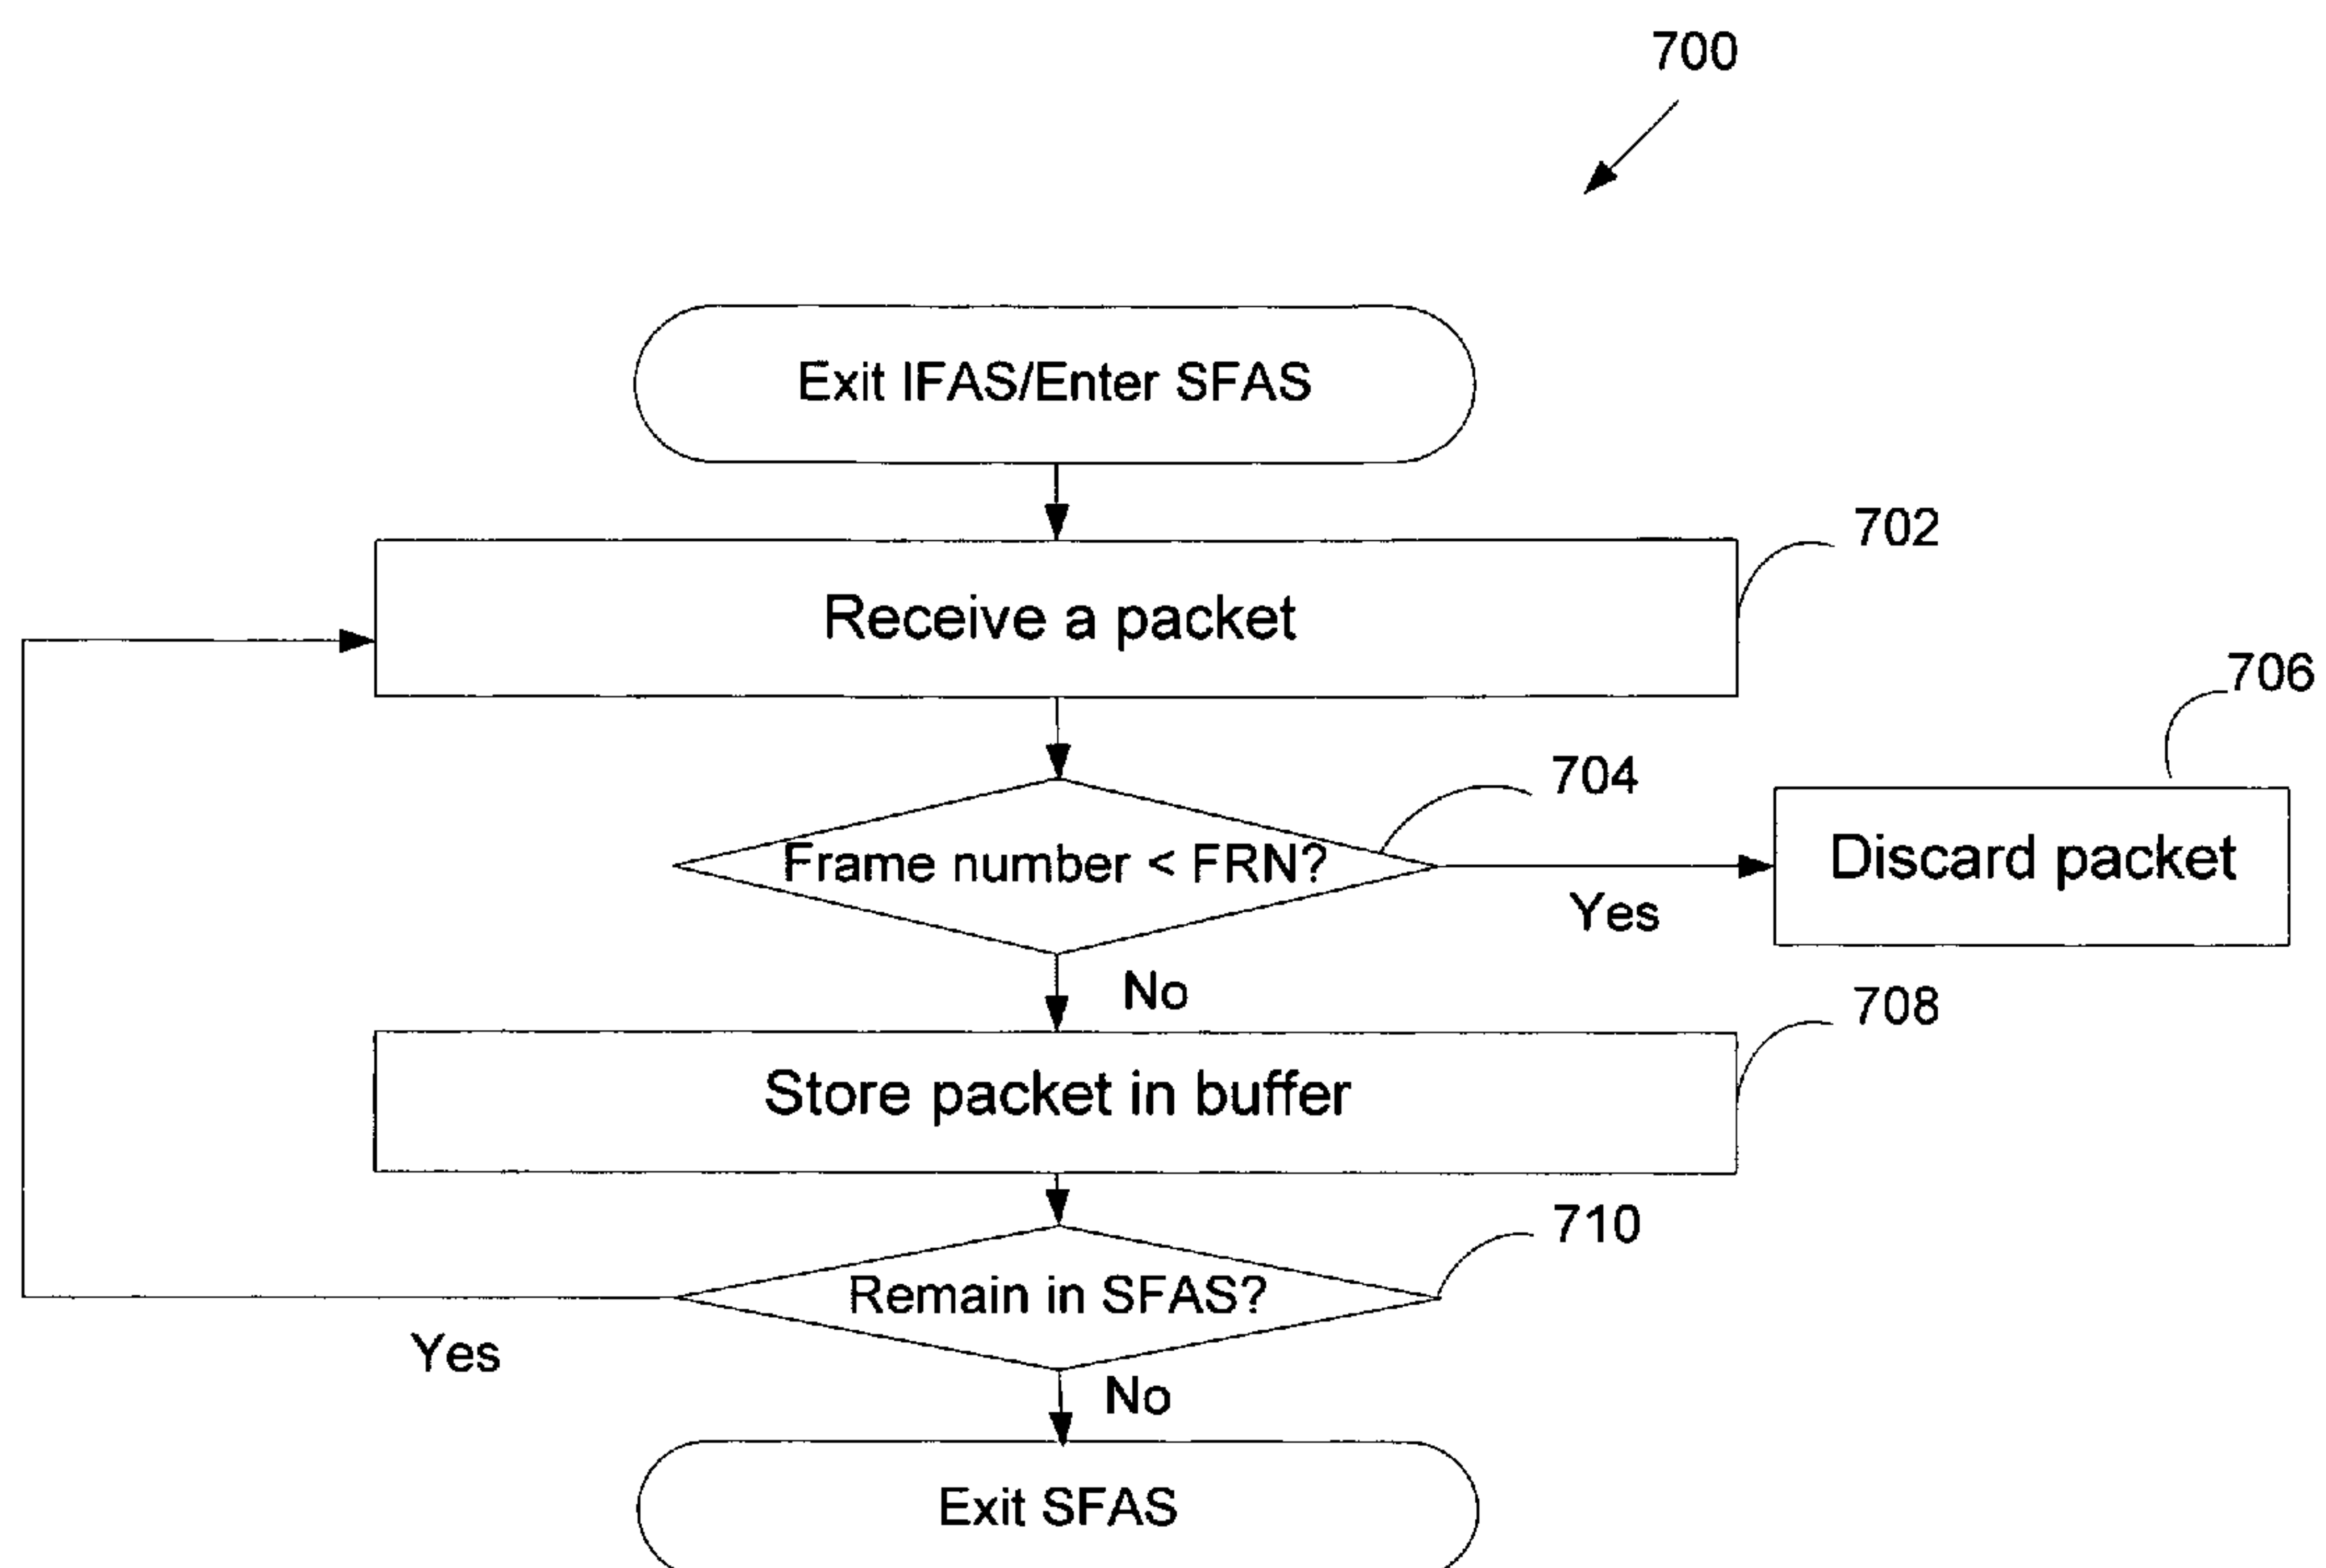 700
Exit IFAS/Enter SFAS
702
Receive a packet
706
704
Frame number < FRN?
Discard packet
Yes
No
708
Store packet in buffer
710
Remain in SFAS?
Yes
No
Exit SFAS